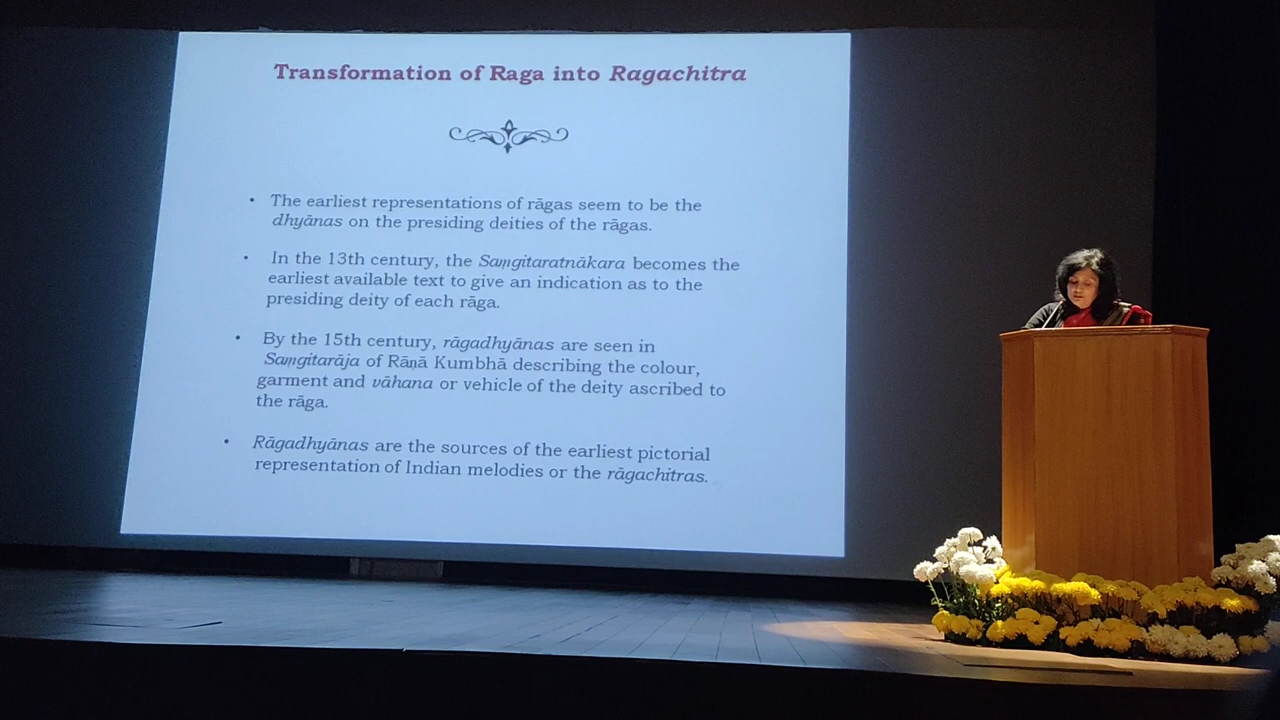 Transformation of Raga into Ragachitra
• The earliest representations of rāgas seem to be the
dhyānas on the presiding deities of the rāgas.
• In the 13th century, the Saṃgitaratnākara becomes the
earliest available text to give an indication as to the
presiding deity of each rāga.
• By the 15th century, rāgadhyānas are seen in
Saṃgitarāja of Rāṇā Kumbhā describing the colour,
garment and vāhana or vehicle of the deity ascribed to
the rāga.
• Rāgadhyānas are the sources of the earliest pictorial
representation of Indian melodies or the rāgachitras.